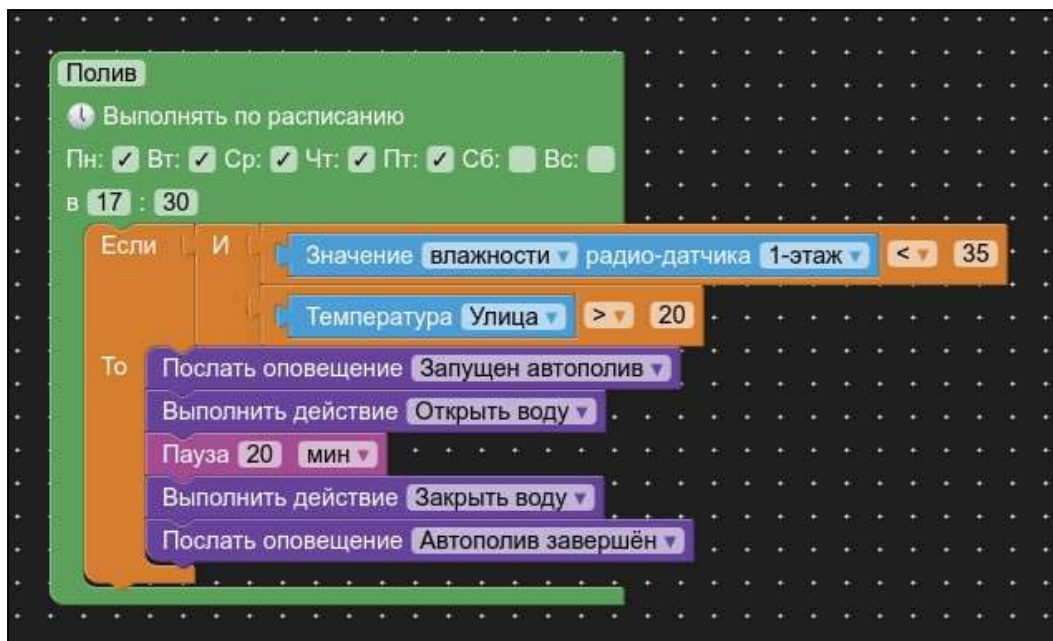 Полив
Выполнять по расписанию
Пн: Вт: Ср: Чт: Пт: Сб: Вс:
в 17 : 30
Если И Значение влажности радио-датчика 1-этаж < 35
Температура Улица > 20
То Послать оповещение Запущен автополив
Выполнить действие Открыть воду
Пауза 20 мин
Выполнить действие Закрыть воду
Послать оповещение Автополив завершён